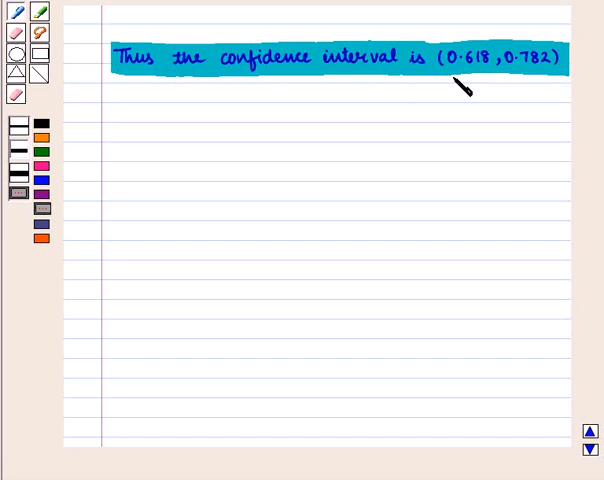 Thus the confidence interval is (0.618, 0.782)